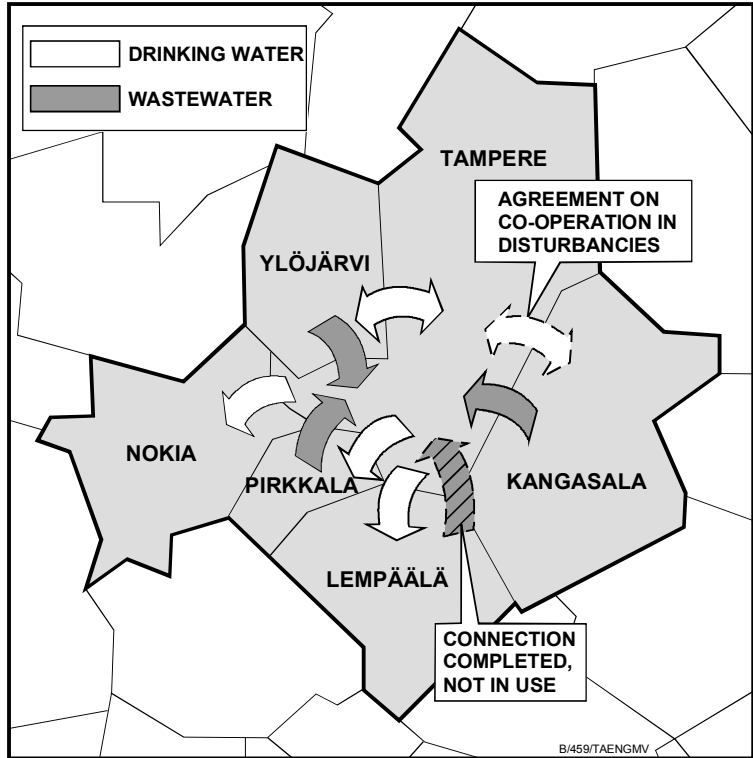 DRINKING WATER
WASTEWATER
TAMPERE
AGREEMENT ON
CO-OPERATION IN
DISTURBANCIES
YLÖJÄRVI
NOKIA
PIRKKALA
KANGASALA
LEMPÄÄLÄ
CONNECTION
COMPLETED,
NOT IN USE
B/459/TAENGMV